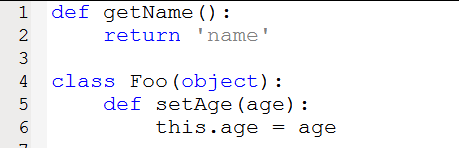 1 def getName():
2     return 'name'
3
4 class Foo(object):
5     def setAge(age):
6         this.age = age